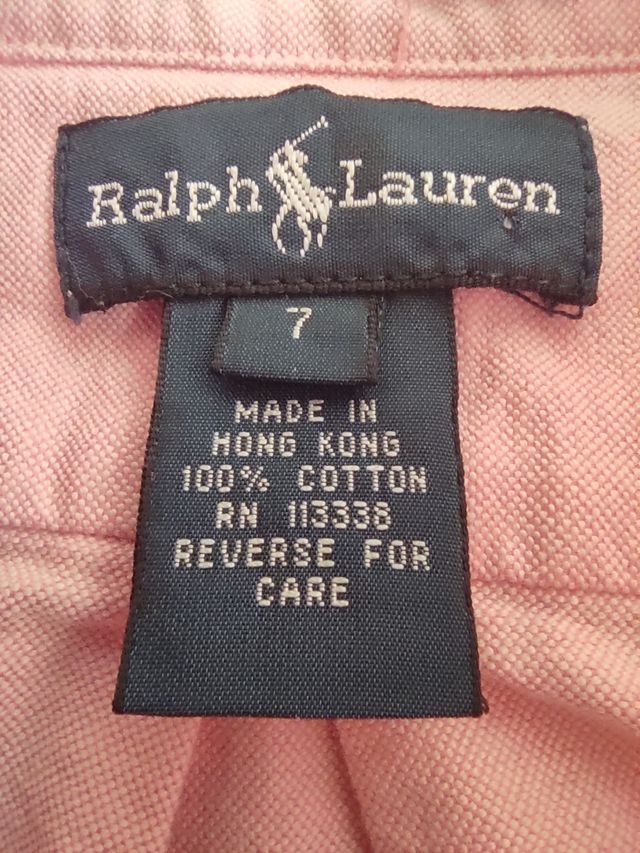 Ralph Lauren
7
MADE IN
HONG KONG
100% COTTON
RN 113338
REVERSE FOR
CARE